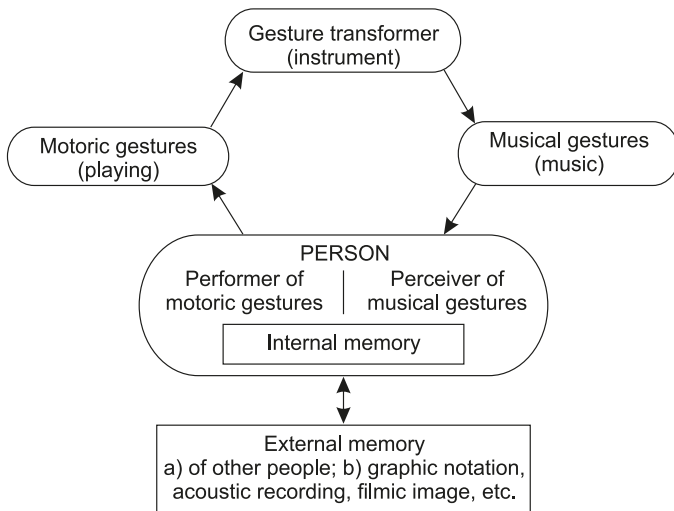 Gesture transformer
(instrument)
Motoric gestures
(playing)
Musical gestures
(music)
PERSON
Performer of
motoric gestures
Perceiver of
musical gestures
Internal memory
External memory
a) of other people; b) graphic notation,
acoustic recording, filmic image, etc.